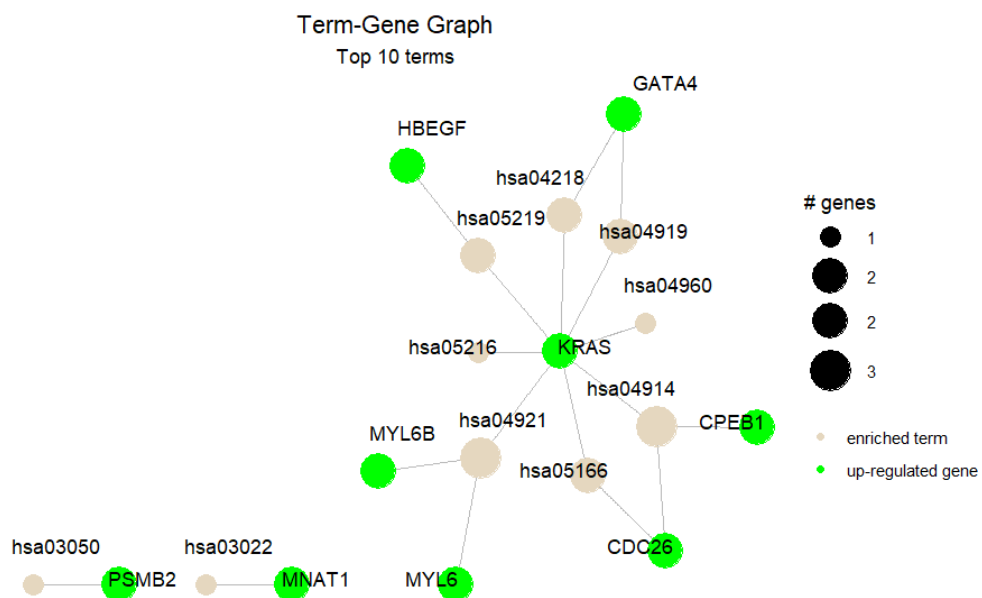 Term-Gene Graph
Top 10 terms
GATA4
HBEGF
hsa04218
hsa05219
hsa04919
hsa04960
hsa05216
KRAS
hsa04914
hsa04921
CPEB1
MYL6B
hsa05166
CDC26
hsa03050
hsa03022
PSMB2
MNAT1
MYL6
# genes
1
2
2
3
enriched term
up-regulated gene